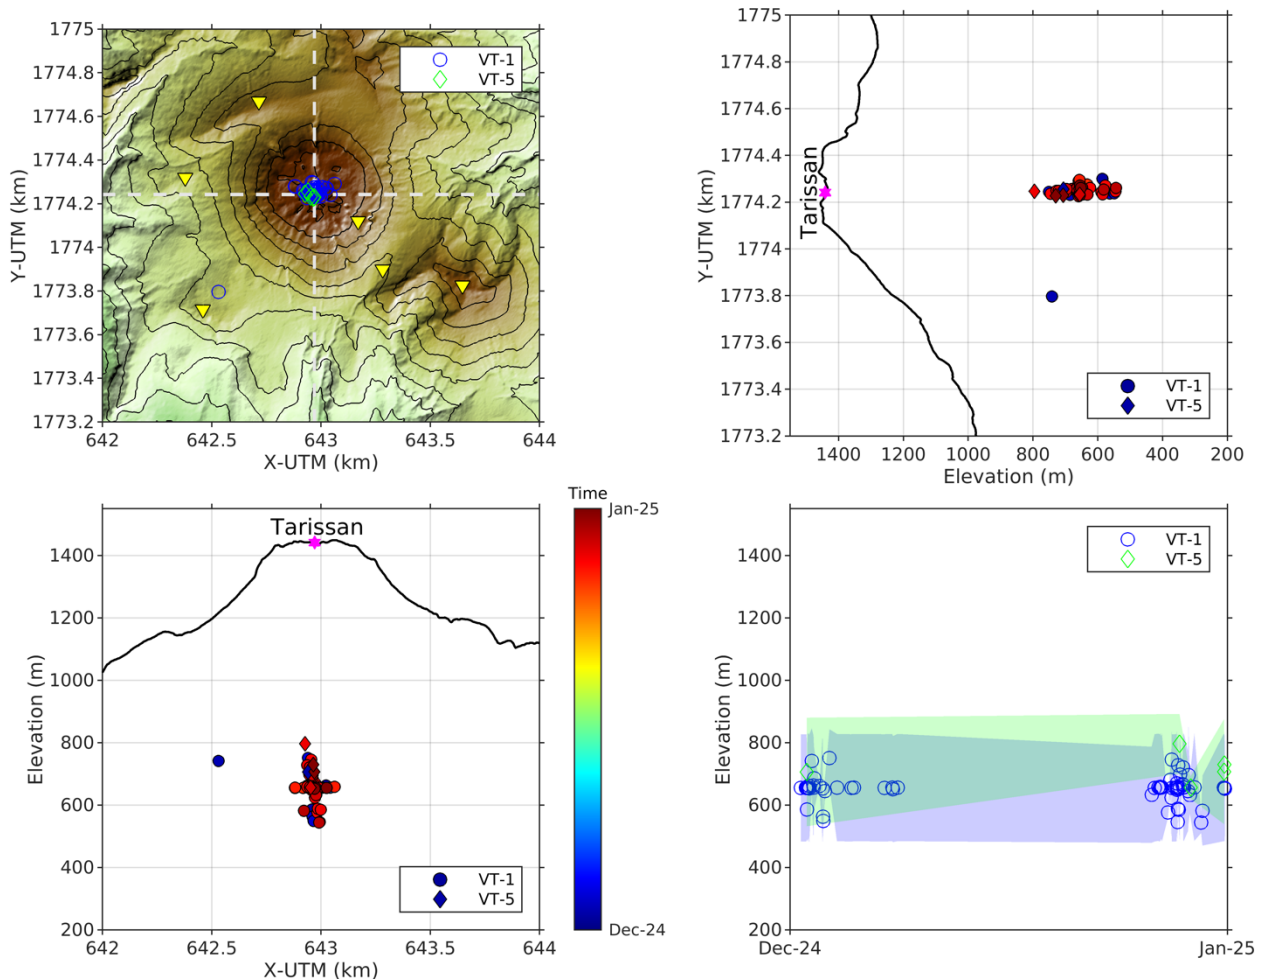 1775
1774.8
1774.6
1774.4
1774.2
1774
1773.8
1773.6
1773.4
1773.2
Y-UTM (km)
642
642.5
643
643.5
644
X-UTM (km)
VT-1
VT-5
1775
1774.8
1774.6
1774.4
1774.2
1774
1773.8
1773.6
1773.4
1773.2
Y-UTM (km)
Tarissan
1400
1200
1000
800
600
400
200
Elevation (m)
VT-1
VT-5
1400
1200
1000
800
600
400
200
Elevation (m)
Tarissan
642
642.5
643
643.5
644
X-UTM (km)
VT-1
VT-5
Time
Jan-25
Dec-24
1400
1200
1000
800
600
400
200
Elevation (m)
Dec-24
Jan-25
VT-1
VT-5